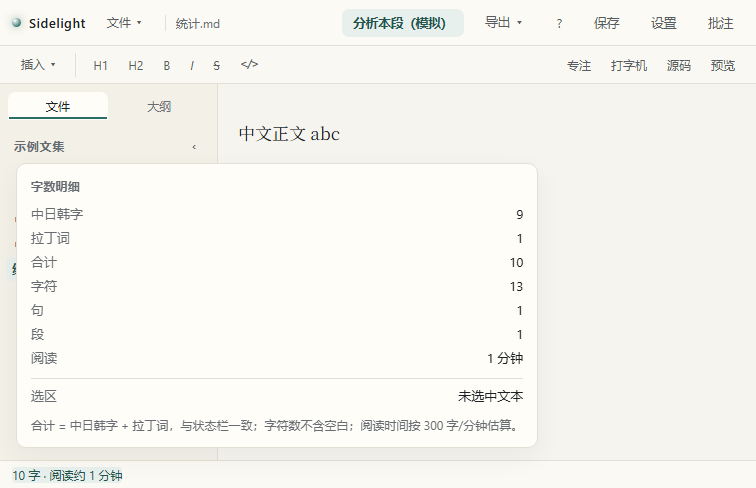 Sidelight 文件 ▾ 统计.md 分析本段（模拟） 导出 ▾ ? 保存 设置 批注
插入 ▾ H1 H2 B I S </> 专注 打字机 源码 预览
文件 大纲
示例文集 ‹
中文正文 abc
字数明细
中日韩字 9
拉丁词 1
合计 10
字符 13
句 1
段 1
阅读 1 分钟
选区 未选中文本
合计 = 中日韩字 + 拉丁词，与状态栏一致；字符数不含空白；阅读时间按 300 字/分钟估算。
10 字 · 阅读约 1 分钟